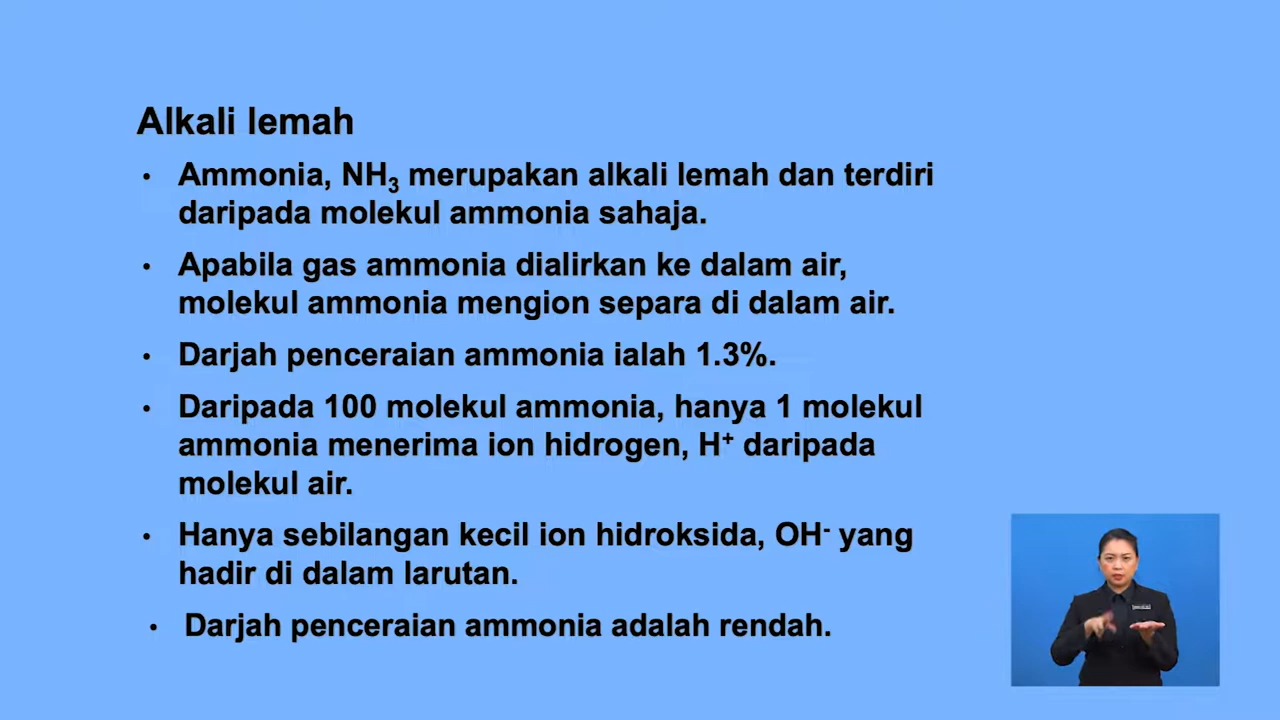 Alkali lemah
• Ammonia, NH₃ merupakan alkali lemah dan terdiri
daripada molekul ammonia sahaja.
• Apabila gas ammonia dialirkan ke dalam air,
molekul ammonia mengion separa di dalam air.
• Darjah penceraian ammonia ialah 1.3%.
• Daripada 100 molekul ammonia, hanya 1 molekul
ammonia menerima ion hidrogen, H⁺ daripada
molekul air.
• Hanya sebilangan kecil ion hidroksida, OH⁻ yang
hadir di dalam larutan.
• Darjah penceraian ammonia adalah rendah.